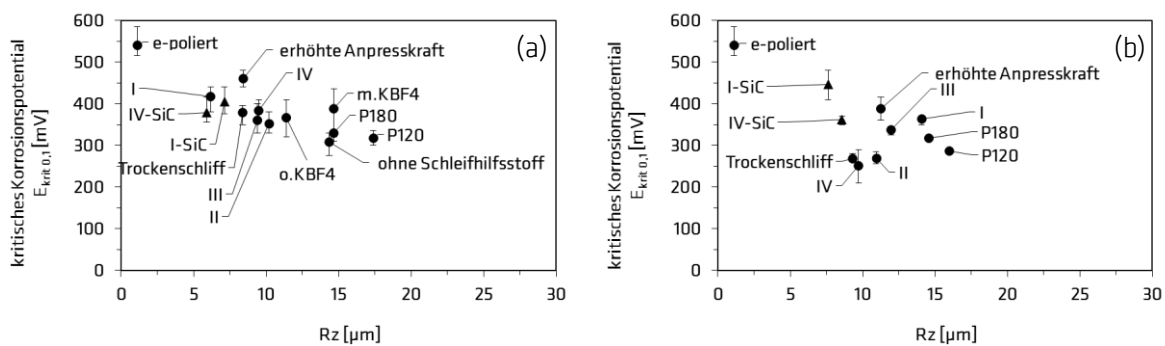 kritisches Korrosionspotential
E krit 0,1 [mV]
600
500
400
300
200
100
0
0
5
10
15
20
25
30
Rz [µm]
(a)
e-poliert
erhöhte Anpresskraft
I
IV
m.KBF4
IV-SiC
P180
I-SiC
P120
Trockenschliff
ohne Schleifhilfsstoff
o.KBF4
III
II
kritisches Korrosionspotential
E krit 0,1 [mV]
600
500
400
300
200
100
0
0
5
10
15
20
25
30
Rz [µm]
(b)
e-poliert
I-SiC
erhöhte Anpresskraft
III
I
IV-SiC
P180
Trockenschliff
P120
IV
II